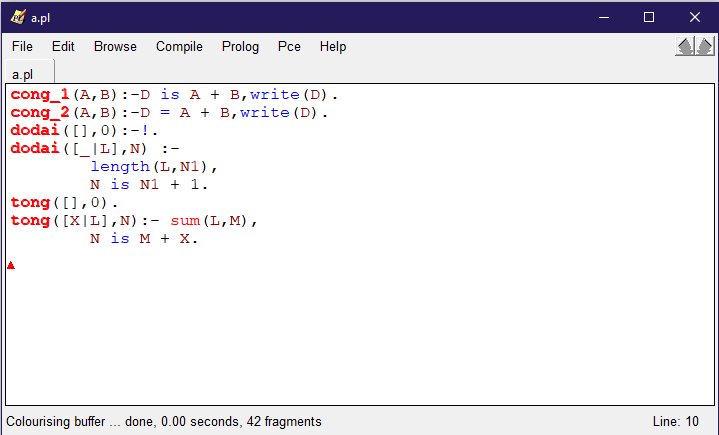 a.pl
File Edit Browse Compile Prolog Pce Help
a.pl
cong_1(A,B):-D is A + B,write(D).
cong_2(A,B):-D = A + B,write(D).
dodai([],0):-!.
dodai([_|L],N) :-
length(L,N1),
N is N1 + 1.
tong([],0).
tong([X|L],N):- sum(L,M),
N is M + X.
Colourising buffer ... done, 0.00 seconds, 42 fragments Line: 10